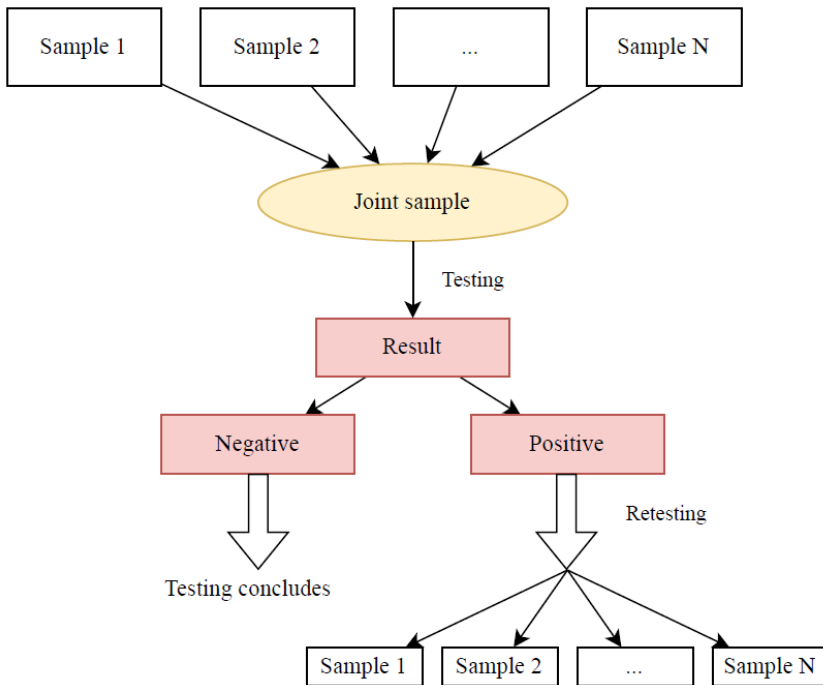 Sample 1
Sample 2
...
Sample N
Joint sample
Testing
Result
Negative
Positive
Retesting
Testing concludes
Sample 1
Sample 2
...
Sample N